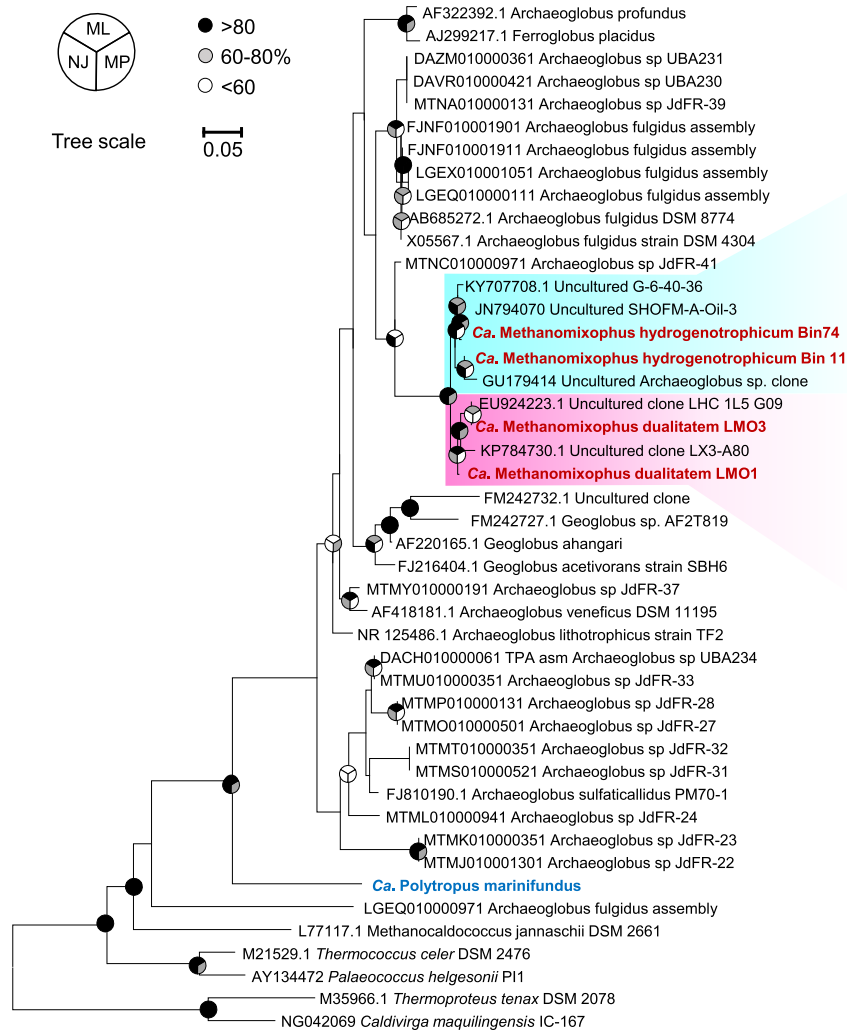 ML
NJ MP
>80
60-80%
<60
Tree scale
0.05
AF322392.1 Archaeoglobus profundus
AJ299217.1 Ferroglobus placidus
DAZM010000361 Archaeoglobus sp UBA231
DAVR010000421 Archaeoglobus sp UBA230
MTNA010000131 Archaeoglobus sp JdFR-39
FJNF010001901 Archaeoglobus fulgidus assembly
FJNF010001911 Archaeoglobus fulgidus assembly
LGEX010001051 Archaeoglobus fulgidus assembly
LGEQ010000111 Archaeoglobus fulgidus assembly
AB685272.1 Archaeoglobus fulgidus DSM 8774
X05567.1 Archaeoglobus fulgidus strain DSM 4304
MTNC010000971 Archaeoglobus sp JdFR-41
KY707708.1 Uncultured G-6-40-36
JN794070 Uncultured SHOFM-A-Oil-3
Ca. Methanomixophus hydrogenotrophicum Bin74
Ca. Methanomixophus hydrogenotrophicum Bin 11
GU179414 Uncultured Archaeoglobus sp. clone
EU924223.1 Uncultured clone LHC 1L5 G09
Ca. Methanomixophus dualitatem LMO3
KP784730.1 Uncultured clone LX3-A80
Ca. Methanomixophus dualitatem LMO1
FM242732.1 Uncultured clone
FM242727.1 Geoglobus sp. AF2T819
AF220165.1 Geoglobus ahangari
FJ216404.1 Geoglobus acetivorans strain SBH6
MTMY010000191 Archaeoglobus sp JdFR-37
AF418181.1 Archaeoglobus veneficus DSM 11195
NR 125486.1 Archaeoglobus lithotrophicus strain TF2
DACH010000061 TPA asm Archaeoglobus sp UBA234
MTMU010000351 Archaeoglobus sp JdFR-33
MTMP010000131 Archaeoglobus sp JdFR-28
MTMO010000501 Archaeoglobus sp JdFR-27
MTMT010000351 Archaeoglobus sp JdFR-32
MTMS010000521 Archaeoglobus sp JdFR-31
FJ810190.1 Archaeoglobus sulfaticallidus PM70-1
MTML010000941 Archaeoglobus sp JdFR-24
MTMK010000351 Archaeoglobus sp JdFR-23
MTMJ010001301 Archaeoglobus sp JdFR-22
Ca. Polytropus marinifundus
LGEQ010000971 Archaeoglobus fulgidus assembly
L77117.1 Methanocaldococcus jannaschii DSM 2661
M21529.1 Thermococcus celer DSM 2476
AY134472 Palaeococcus helgesonii PI1
M35966.1 Thermoproteus tenax DSM 2078
NG042069 Caldivirga maquilingensis IC-167